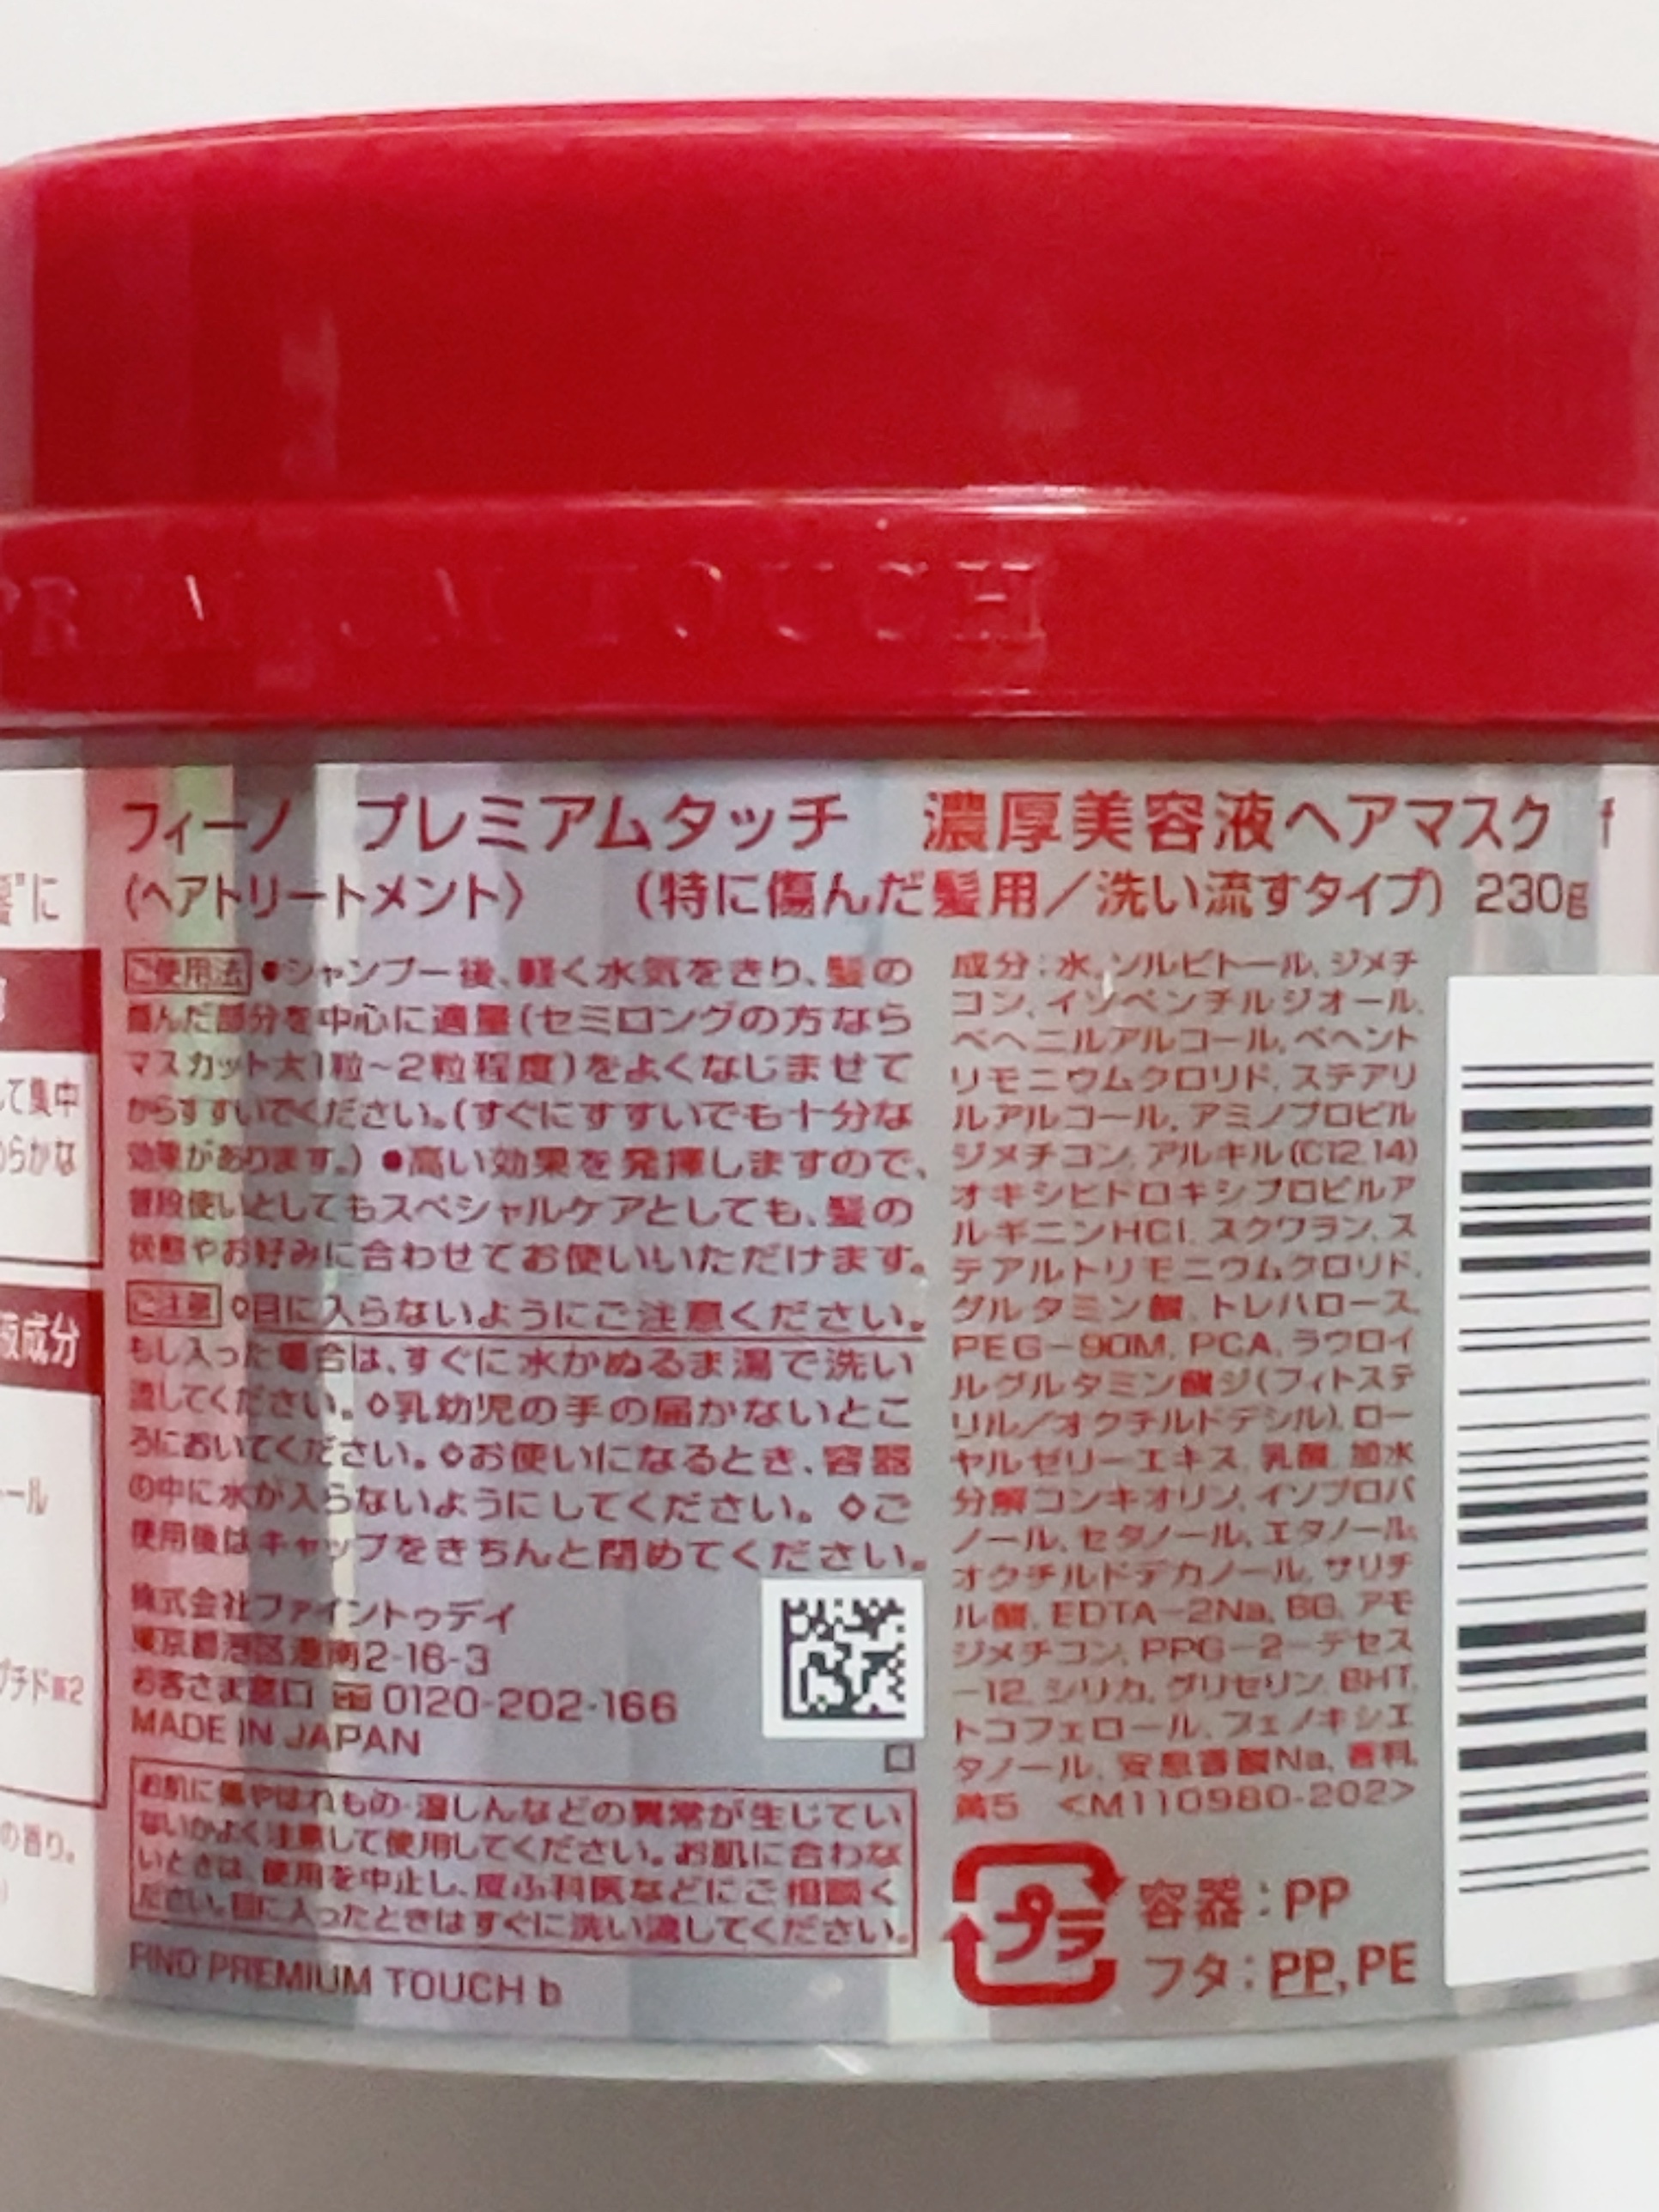 PREMIUM TOUCH
フィーノ プレミアムタッチ 濃厚美容液ヘアマスク f
〈ヘアトリートメント〉 (特に傷んだ髪用/洗い流すタイプ) 230g
ご使用法 ●シャンプー後、軽く水気をきり、髪の
傷んだ部分を中心に適量(セミロングの方なら
マスカット大1粒~2粒程度)をよくなじませて
からすすいでください。(すぐにすすいでも十分な
効果があります。) ●高い効果を発揮しますので、
普段使いとしてもスペシャルケアとしても、髪の
状態やお好みに合わせてお使いいただけます。
ご注意 ◇目に入らないようにご注意ください。
もし入った場合は、すぐに水かぬるま湯で洗い
流してください。◇乳幼児の手の届かないとこ
ろにおいてください。◇お使いになるとき、容器
の中に水が入らないようにしてください。 ◇ご
使用後はキャップをきちんと閉めてください。
株式会社ファイントゥデイ
東京都港区港南2-16-3
お客さま窓口 0120-202-166
MADE IN JAPAN
お肌に傷やはれもの・湿しんなどの異常が生じてい
ないかよく注意して使用してください。お肌に合わな
いときは、使用を中止し、皮ふ科医などにご相談く
ださい。目に入ったときはすぐに洗い流してください。
FINO PREMIUM TOUCH b
成分:水、ソルビトール、ジメチ
コン、イソペンチルジオール、
ベヘニルアルコール、ベヘント
リモニウムクロリド、ステアリ
ルアルコール、アミノプロピル
ジメチコン、アルキル(C12,14)
オキシヒドロキシプロピルア
ルギニンHCl、スクワラン、ス
テアルトリモニウムクロリド、
グルタミン酸、トレハロース、
PEG-90M、PCA、ラウロイ
ルグルタミン酸ジ(フィトステ
リル/オクチルドデシル)、ロー
ヤルゼリーエキス、乳酸、加水
分解コンキオリン、イソプロパ
ノール、セタノール、エタノール、
オクチルドデカノール、サリチ
ル酸、EDTA-2Na、BG、アモ
ジメチコン、PPG-2-デセス
-12、シリカ、グリセリン、BHT、
トコフェロール、フェノキシエ
タノール、安息香酸Na、香料、
黄5 <M110980-202>
プラ
容器:PP
フタ:PP,PE
"に
て集中
らかな
液成分
ール
プチド※2
の香り。